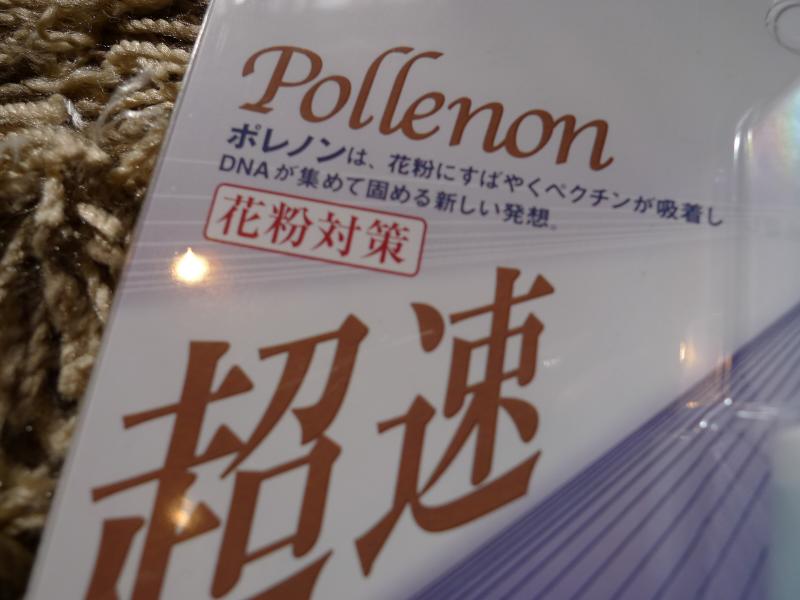 Pollenon
ポレノンは、花粉にすばやくペクチンが吸着し
DNAが集めて固める新しい発想。
花粉対策
超速